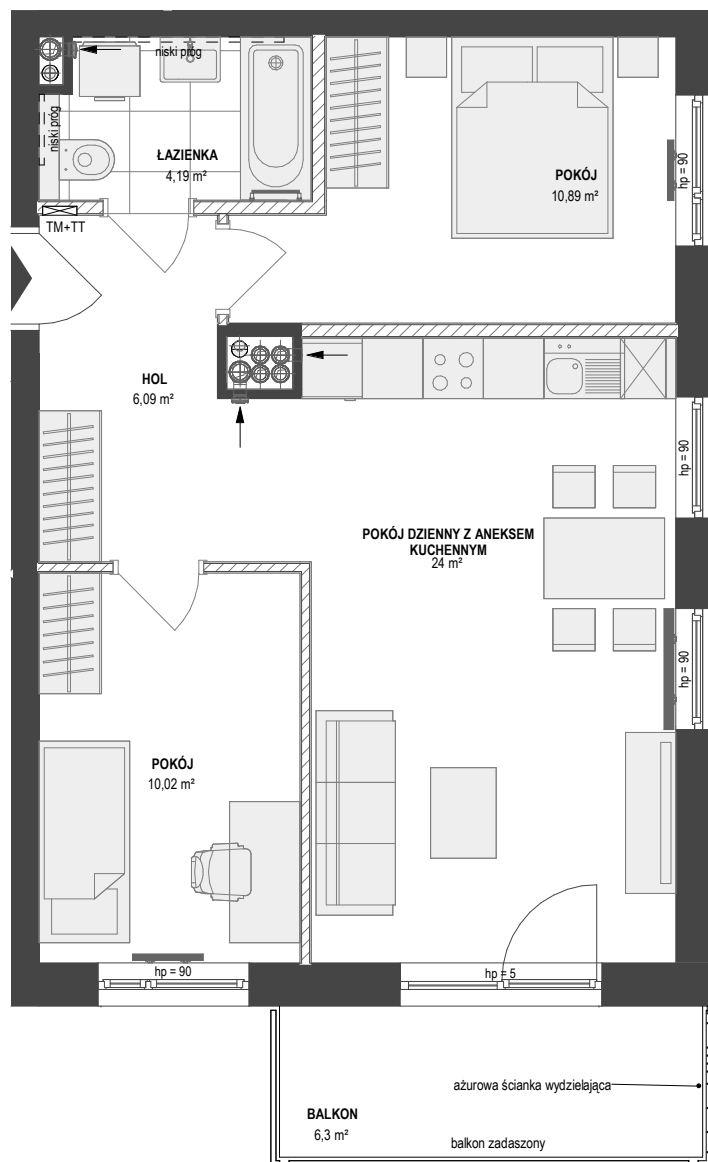 niski próg
niski próg
ŁAZIENKA
4,19 m²
POKÓJ
10,89 m²
hp = 90
TM+TT
HOL
6,09 m²
hp = 90
POKÓJ DZIENNY Z ANEKSEM
KUCHENNYM
24 m²
hp = 90
POKÓJ
10,02 m²
hp = 90
hp = 5
ażurowa ścianka wydzielająca
BALKON
6,3 m²
balkon zadaszony